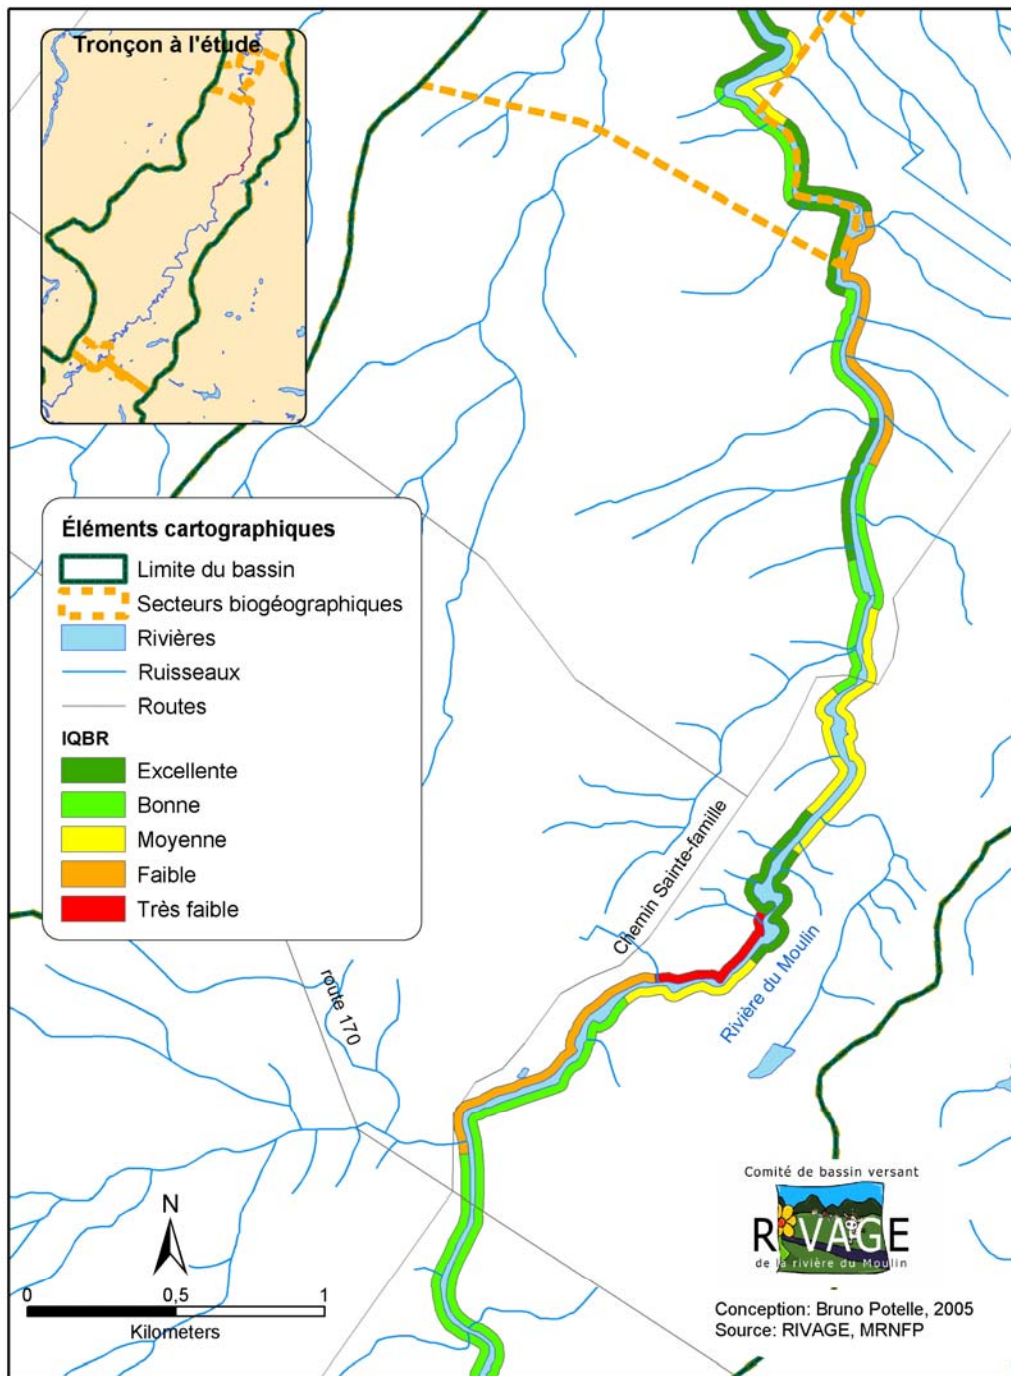 Tronçon à l'étude
Éléments cartographiques
Limite du bassin
Secteurs biogéographiques
Rivières
Ruisseaux
Routes
IQBR
Excellente
Bonne
Moyenne
Faible
Très faible
Chemin Sainte-famille
Rivière du Moulin
route 170
N
0 0,5 1
Kilometers
Comité de bassin versant
RIVAGE
de la rivière du Moulin
Conception: Bruno Potelle, 2005
Source: RIVAGE, MRNFP